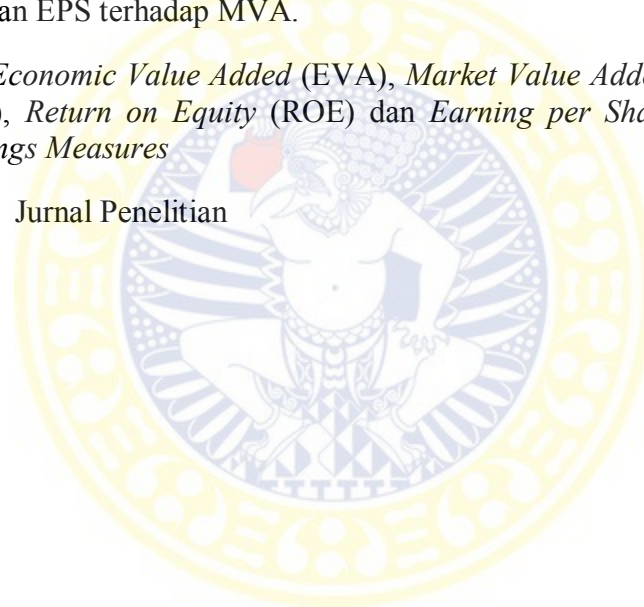 an EPS terhadap MVA.
Economic Value Added (EVA), Market Value Adde
), Return on Equity (ROE) dan Earning per Sha
ngs Measures
Jurnal Penelitian